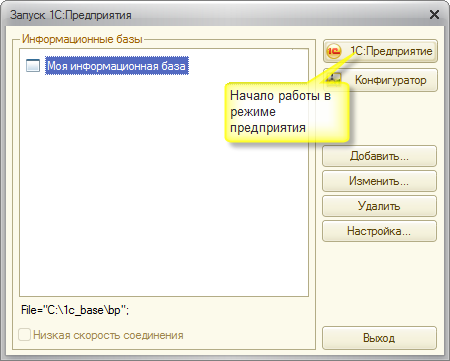 Запуск 1С:Предприятия
Информационные базы
Моя информационная база
1С:Предприятие
Конфигуратор
Начало работы в
режиме
предприятия
Добавить...
Изменить...
Удалить
Настройка...
File="C:\1c_base\bp";
Низкая скорость соединения
Выход